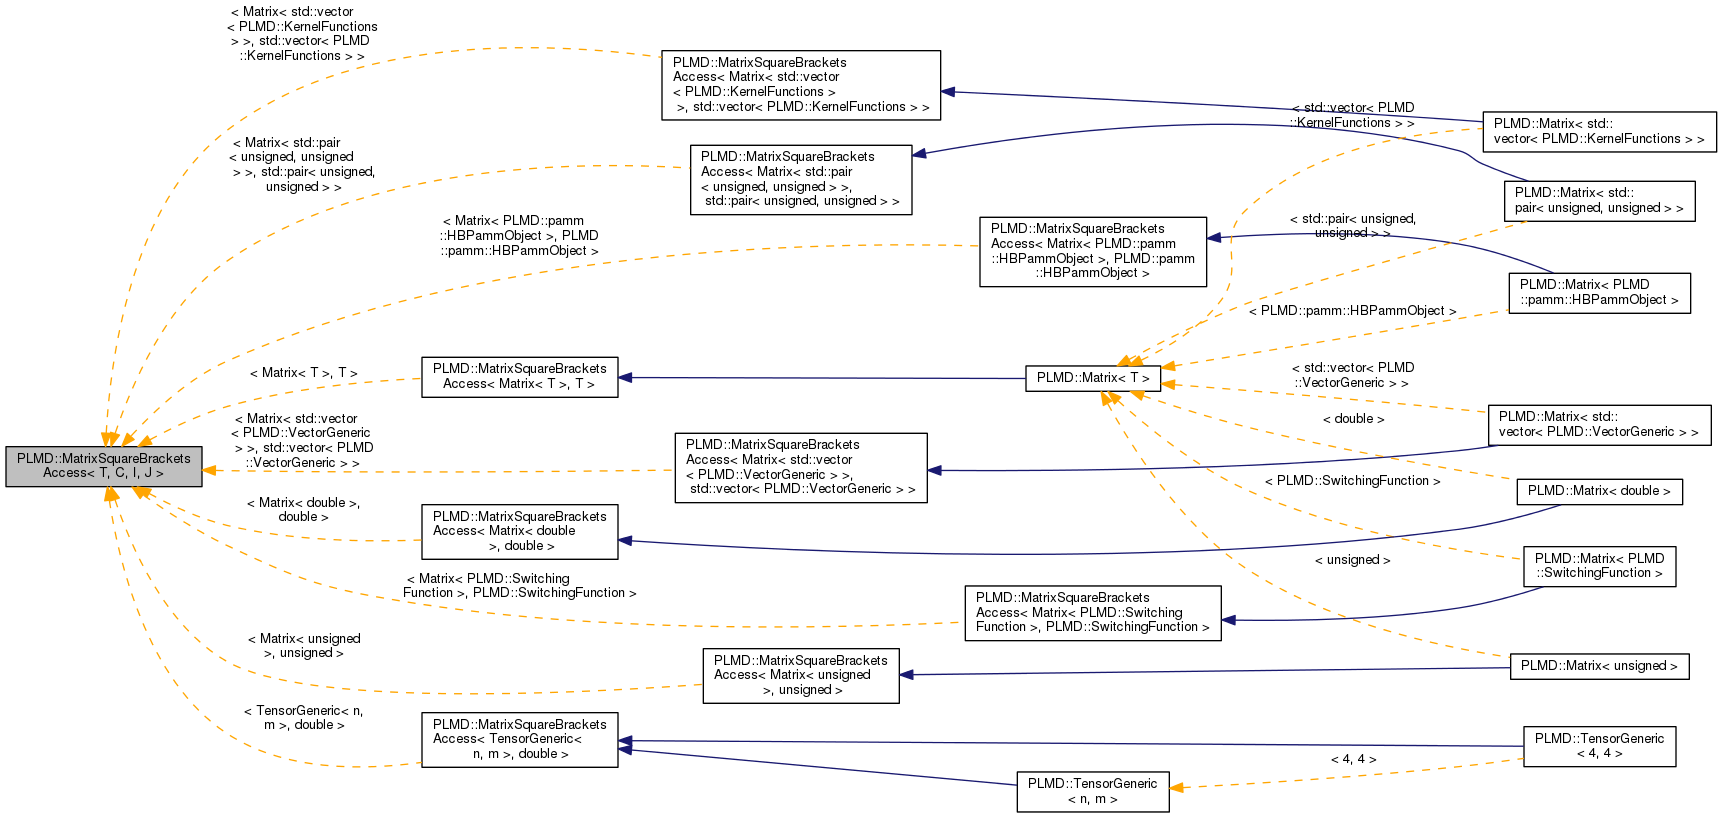 < Matrix< std::vector
< PLMD::KernelFunctions
> >, std::vector< PLMD
::KernelFunctions > >
PLMD::MatrixSquareBrackets
Access< Matrix< std::vector
< PLMD::KernelFunctions >
>, std::vector< PLMD::KernelFunctions > >
< std::vector< PLMD
::KernelFunctions > >
PLMD::Matrix< std::
vector< PLMD::KernelFunctions > >
< Matrix< std::pair
< unsigned, unsigned
> >, std::pair< unsigned,
unsigned > >
PLMD::MatrixSquareBrackets
Access< Matrix< std::pair
< unsigned, unsigned > >,
std::pair< unsigned, unsigned > >
PLMD::Matrix< std::
pair< unsigned, unsigned > >
< Matrix< PLMD::pamm
::HBPammObject >, PLMD
::pamm::HBPammObject >
PLMD::MatrixSquareBrackets
Access< Matrix< PLMD::pamm
::HBPammObject >, PLMD::pamm
::HBPammObject >
< std::pair< unsigned,
unsigned > >
PLMD::Matrix< PLMD
::pamm::HBPammObject >
< PLMD::pamm::HBPammObject >
< Matrix< T >, T >
PLMD::MatrixSquareBrackets
Access< Matrix< T >, T >
PLMD::Matrix< T >
< std::vector< PLMD
::VectorGeneric > >
PLMD::Matrix< std::
vector< PLMD::VectorGeneric > >
< Matrix< std::vector
< PLMD::VectorGeneric
> >, std::vector< PLMD
::VectorGeneric > >
PLMD::MatrixSquareBrackets
Access< T, C, I, J >
PLMD::MatrixSquareBrackets
Access< Matrix< std::vector
< PLMD::VectorGeneric > >,
std::vector< PLMD::VectorGeneric > >
< double >
< PLMD::SwitchingFunction >
PLMD::Matrix< double >
< Matrix< double >,
double >
PLMD::MatrixSquareBrackets
Access< Matrix< double
>, double >
< unsigned >
PLMD::Matrix< PLMD
::SwitchingFunction >
< Matrix< PLMD::Switching
Function >, PLMD::SwitchingFunction >
PLMD::MatrixSquareBrackets
Access< Matrix< PLMD::Switching
Function >, PLMD::SwitchingFunction >
< Matrix< unsigned
>, unsigned >
PLMD::MatrixSquareBrackets
Access< Matrix< unsigned
>, unsigned >
PLMD::Matrix< unsigned >
< TensorGeneric< n,
m >, double >
PLMD::MatrixSquareBrackets
Access< TensorGeneric<
n, m >, double >
PLMD::TensorGeneric
< 4, 4 >
< 4, 4 >
PLMD::TensorGeneric
< n, m >